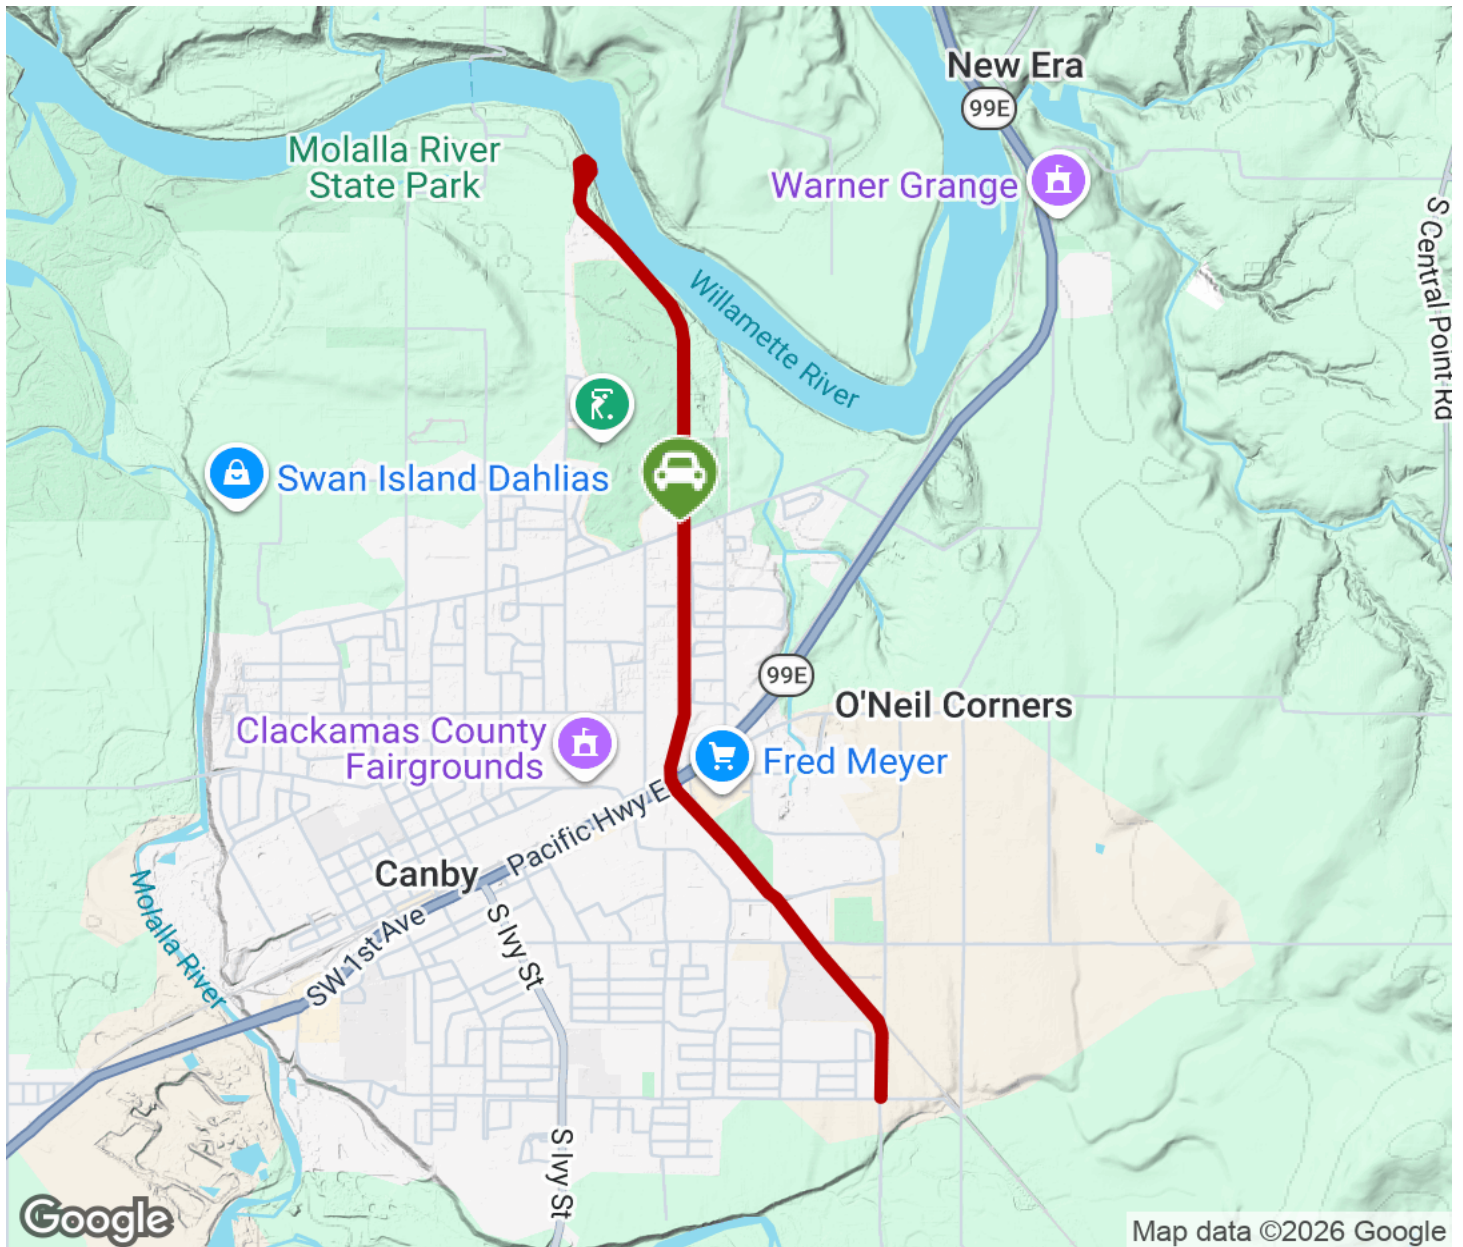 New Era
99E
Molalla River
State Park
Warner Grange
S Central Point Rd
Willamette River
Swan Island Dahlias
99E
O'Neil Corners
Clackamas County
Fairgrounds
Fred Meyer
Pacific Hwy E
Canby
Molalla River
SW 1st Ave
S Ivy St
S Ivy St
Google
Map data ©2026 Google